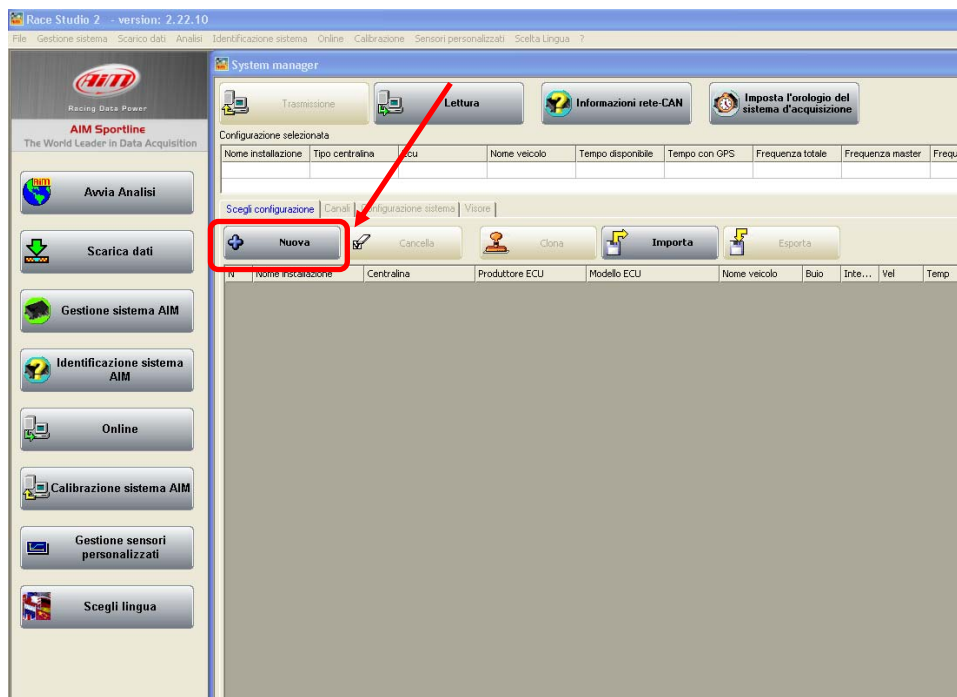 Race Studio 2 - version: 2.22.10
File Gestione sistema Scarico dati Analisi Identificazione sistema Online Calibrazione Sensori personalizzati Scelta Lingua ?
AiM
Racing Data Power
AIM Sportline
The World Leader in Data Acquisition
Avvia Analisi
Scarica dati
Gestione sistema AIM
Identificazione sistema
AIM
Online
Calibrazione sistema AIM
Gestione sensori
personalizzati
Scegli lingua
System manager
Trasmissione
Lettura
Informazioni rete-CAN
Imposta l'orologio del
sistema d'acquisizione
Configurazione selezionata
Nome installazione Tipo centralina Ecu Nome veicolo Tempo disponibile Tempo con GPS Frequenza totale Frequenza master Frequ
Scegli configurazione Canali Configurazione sistema Visore
Nuova Cancella Clona Importa Esporta
N Nome installazione Centralina Produttore ECU Modello ECU Nome veicolo Buio Inte... Vel Temp